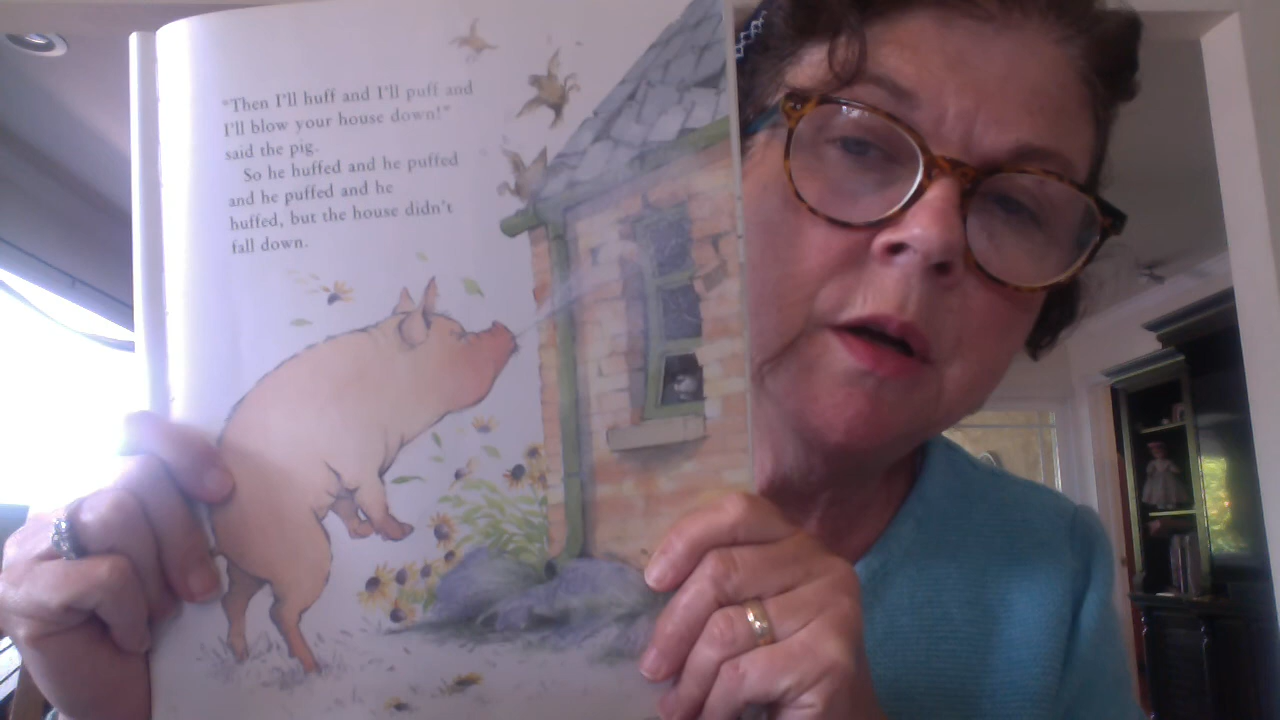 "Then I'll huff and I'll puff and
I'll blow your house down!"
said the pig.
So he huffed and he puffed
and he puffed and he
huffed, but the house didn't
fall down.